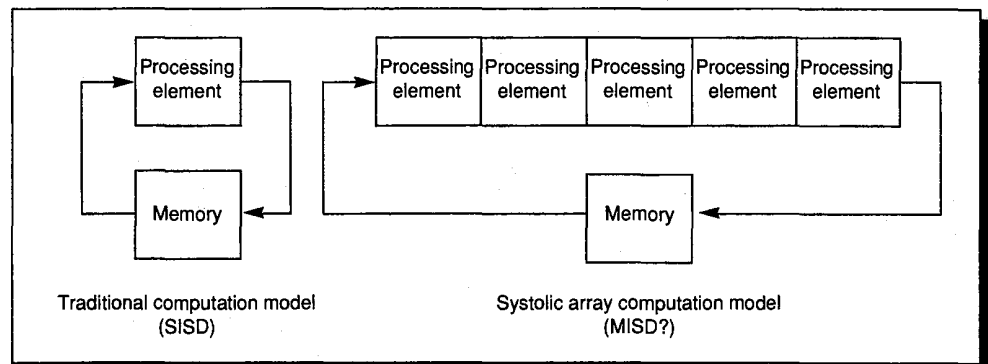 Processing
element
Memory
Traditional computation model
(SISD)
Processing
element
Processing
element
Processing
element
Processing
element
Processing
element
Memory
Systolic array computation model
(MISD?)